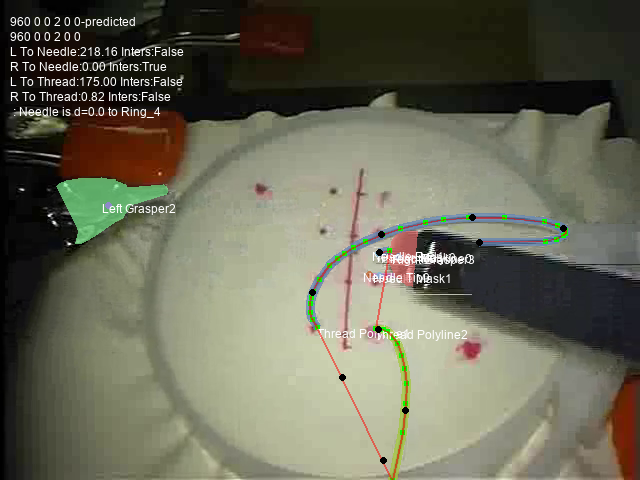 960 0 0 2 0 0-predicted
960 0 0 2 0 0
L To Needle:218.16 Inters:False
R To Needle:0.00 Inters:True
L To Thread:175.00 Inters:False
R To Thread:0.82 Inters:False
: Needle is d=0.0 to Ring_4
Left Grasper2
Needle Tip0
Mask1
Thread
Polyline2